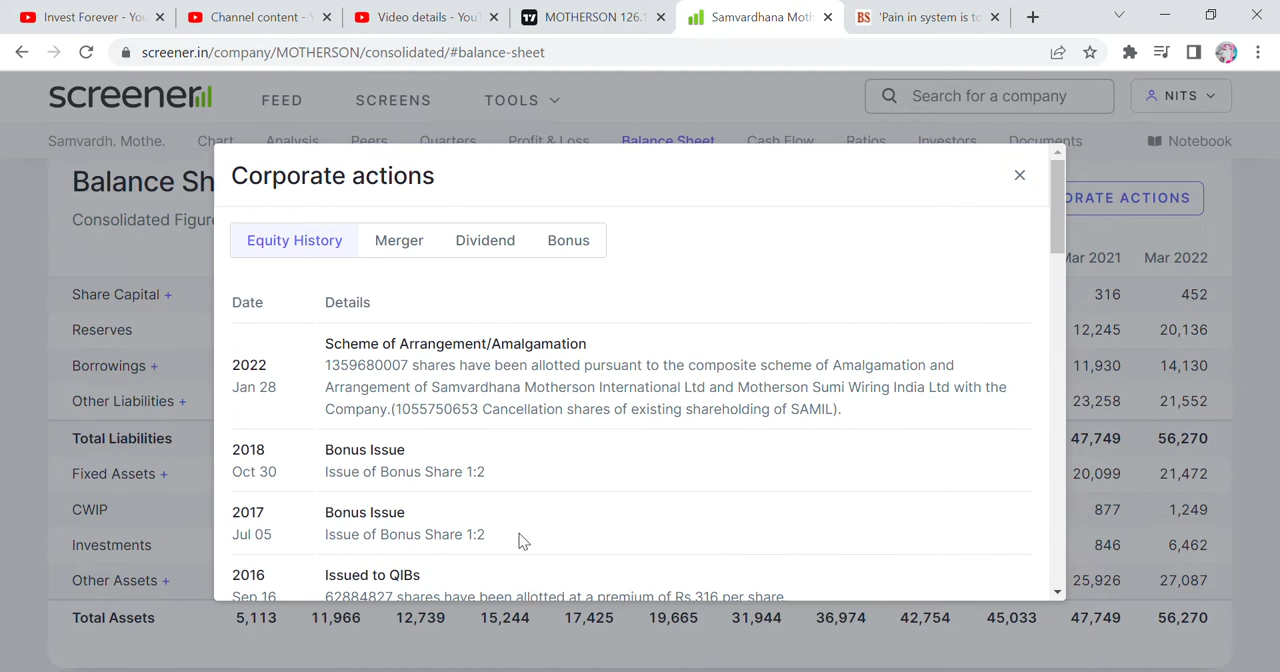 Invest Forever - You
Channel content - 
Video details - You
MOTHERSON 126.
Samvardhana Moth
'Pain in system is to
screener.in/company/MOTHERSON/consolidated/#balance-sheet
screener
FEED
SCREENS
TOOLS
Search for a company
NITS
Samvardh. Mothe.
Chart
Analysis
Peers
Quarters
Profit & Loss
Balance Sheet
Cash Flow
Ratios
Investors
Documents
Notebook
Balance Sh
Consolidated Figure
ORATE ACTIONS
Corporate actions
Equity History
Merger
Dividend
Bonus
Date
Details
2022
Jan 28
Scheme of Arrangement/Amalgamation
1359680007 shares have been allotted pursuant to the composite scheme of Amalgamation and
Arrangement of Samvardhana Motherson International Ltd and Motherson Sumi Wiring India Ltd with the
Company.(1055750653 Cancellation shares of existing shareholding of SAMIL).
2018
Oct 30
Bonus Issue
Issue of Bonus Share 1:2
2017
Jul 05
Bonus Issue
Issue of Bonus Share 1:2
2016
Sep 16
Issued to QIBs
62884827 shares have been allotted at a premium of Rs.316 per share.
Mar 2021 Mar 2022
Share Capital + 316 452
Reserves 12,245 20,136
Borrowings + 11,930 14,130
Other Liabilities + 23,258 21,552
Total Liabilities 47,749 56,270
Fixed Assets + 20,099 21,472
CWIP 877 1,249
Investments 846 6,462
Other Assets + 25,926 27,087
Total Assets 5,113 11,966 12,739 15,244 17,425 19,665 31,944 36,974 42,754 45,033 47,749 56,270